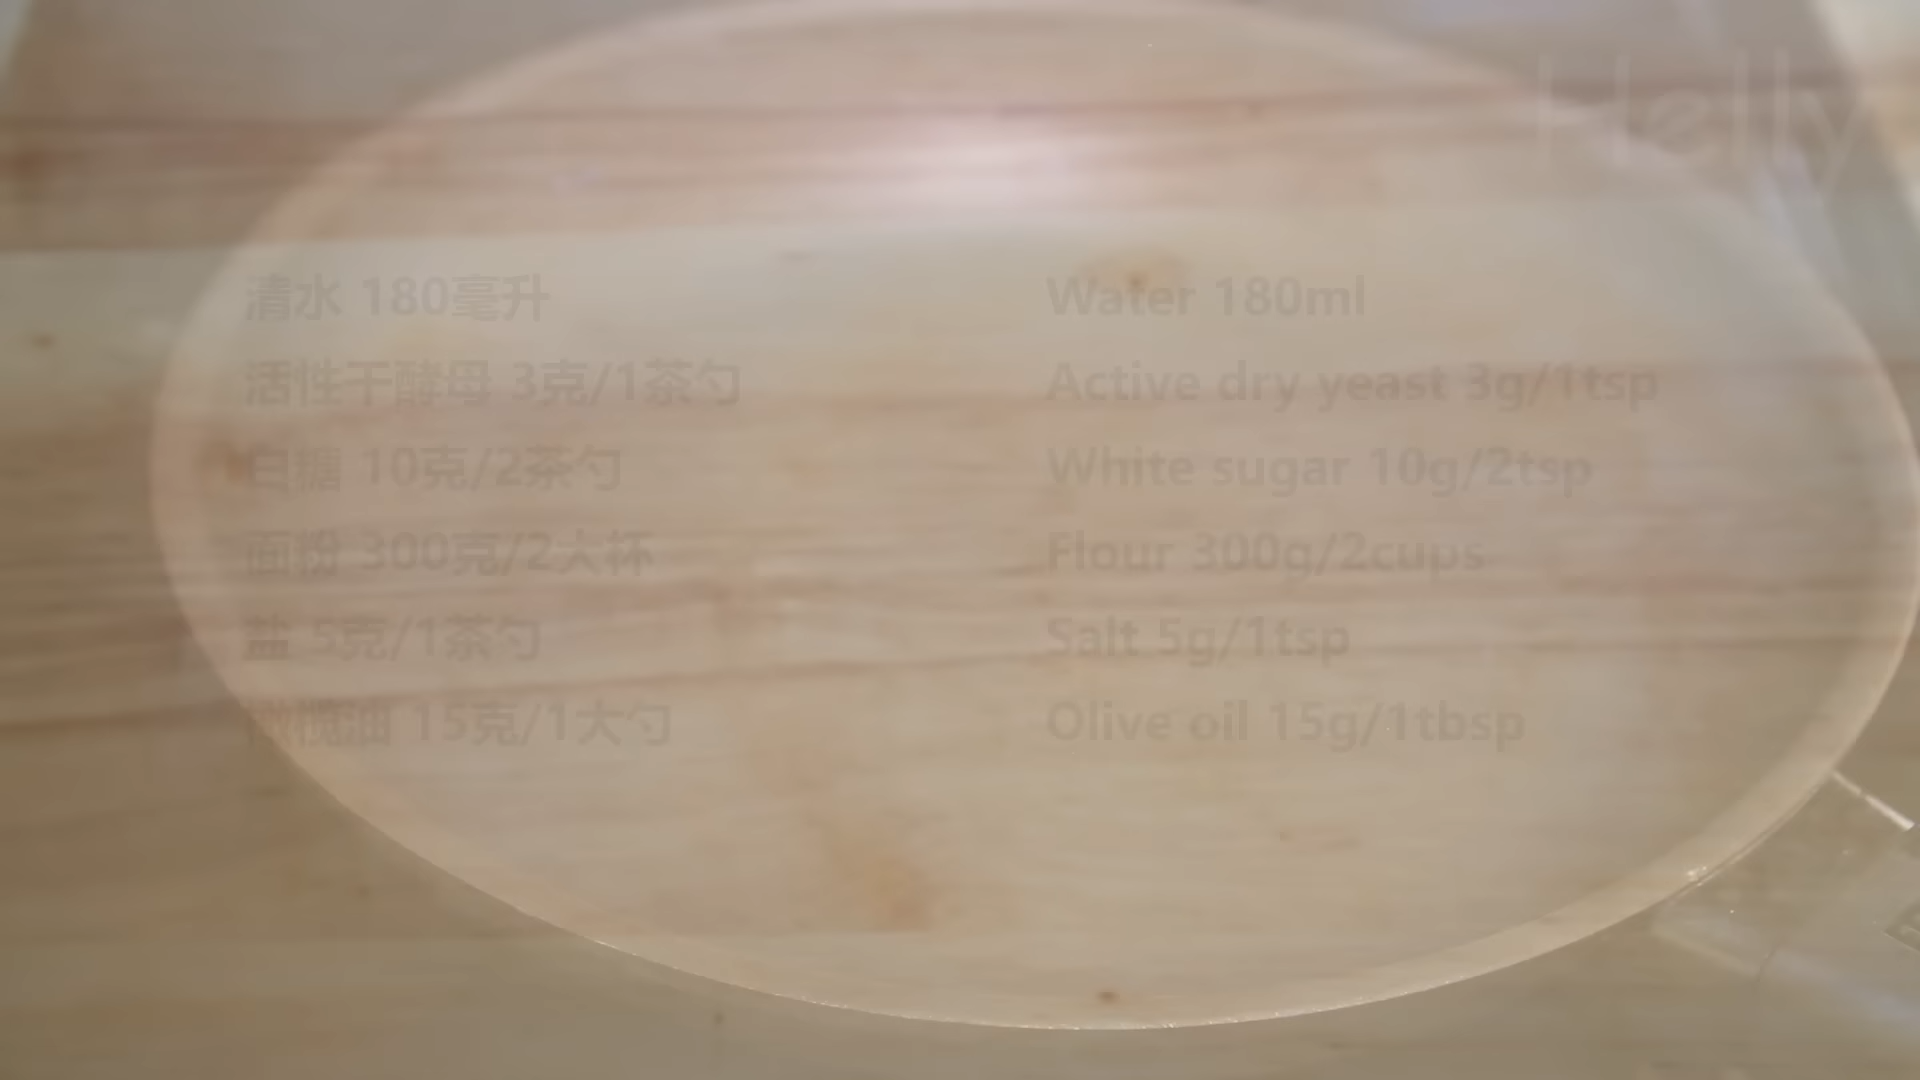 Helly
清水 180毫升
活性干酵母 3克/1茶勺
白糖 10克/2茶勺
面粉 300克/2大杯
盐 5克/1茶勺
橄榄油 15克/1大勺
Water 180ml
Active dry yeast 3g/1tsp
White sugar 10g/2tsp
Flour 300g/2cups
Salt 5g/1tsp
Olive oil 15g/1tbsp